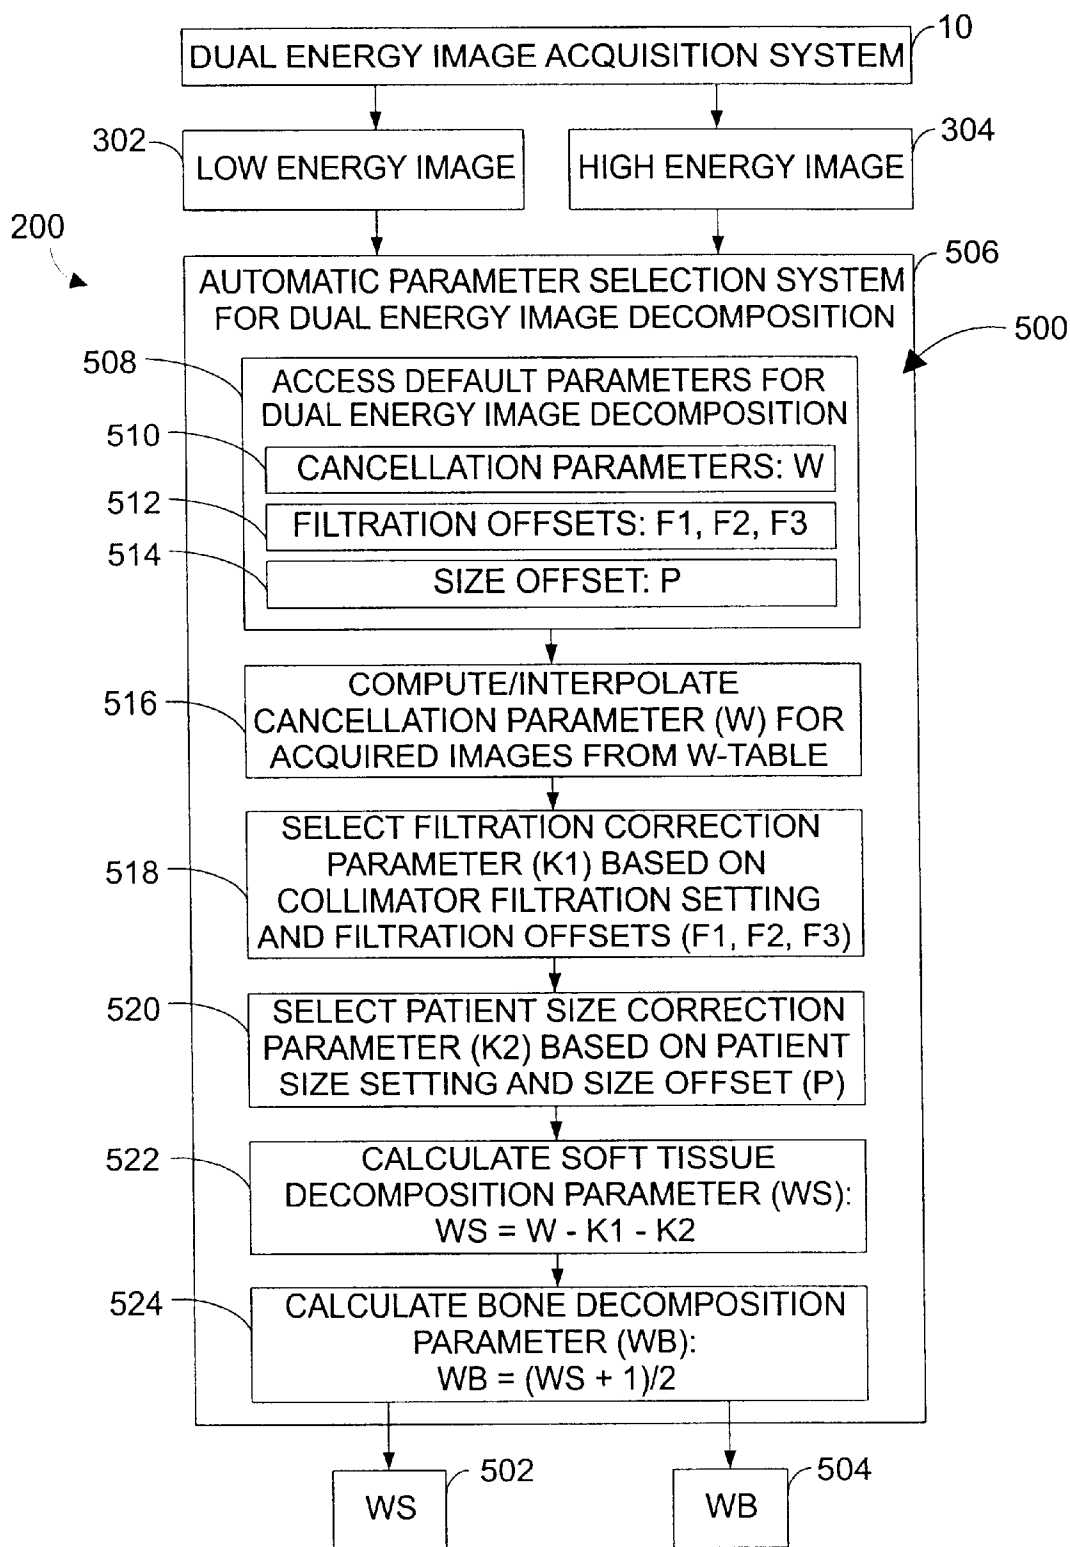 10
DUAL ENERGY IMAGE ACQUISITION SYSTEM
302
LOW ENERGY IMAGE
304
HIGH ENERGY IMAGE
200
506
AUTOMATIC PARAMETER SELECTION SYSTEM
FOR DUAL ENERGY IMAGE DECOMPOSITION
500
508
ACCESS DEFAULT PARAMETERS FOR
DUAL ENERGY IMAGE DECOMPOSITION
510
CANCELLATION PARAMETERS: W
512
FILTRATION OFFSETS: F1, F2, F3
514
SIZE OFFSET: P
516
COMPUTE/INTERPOLATE
CANCELLATION PARAMETER (W) FOR
ACQUIRED IMAGES FROM W-TABLE
518
SELECT FILTRATION CORRECTION
PARAMETER (K1) BASED ON
COLLIMATOR FILTRATION SETTING
AND FILTRATION OFFSETS (F1, F2, F3)
520
SELECT PATIENT SIZE CORRECTION
PARAMETER (K2) BASED ON PATIENT
SIZE SETTING AND SIZE OFFSET (P)
522
CALCULATE SOFT TISSUE
DECOMPOSITION PARAMETER (WS):
WS = W - K1 - K2
524
CALCULATE BONE DECOMPOSITION
PARAMETER (WB):
WB = (WS + 1)/2
502
WS
504
WB